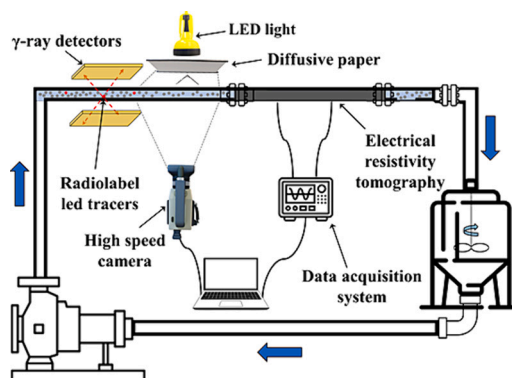 LED light
γ-ray detectors
Diffusive paper
Radiolabel
led tracers
Electrical
resistivity
tomography
High speed
camera
Data acquisition
system